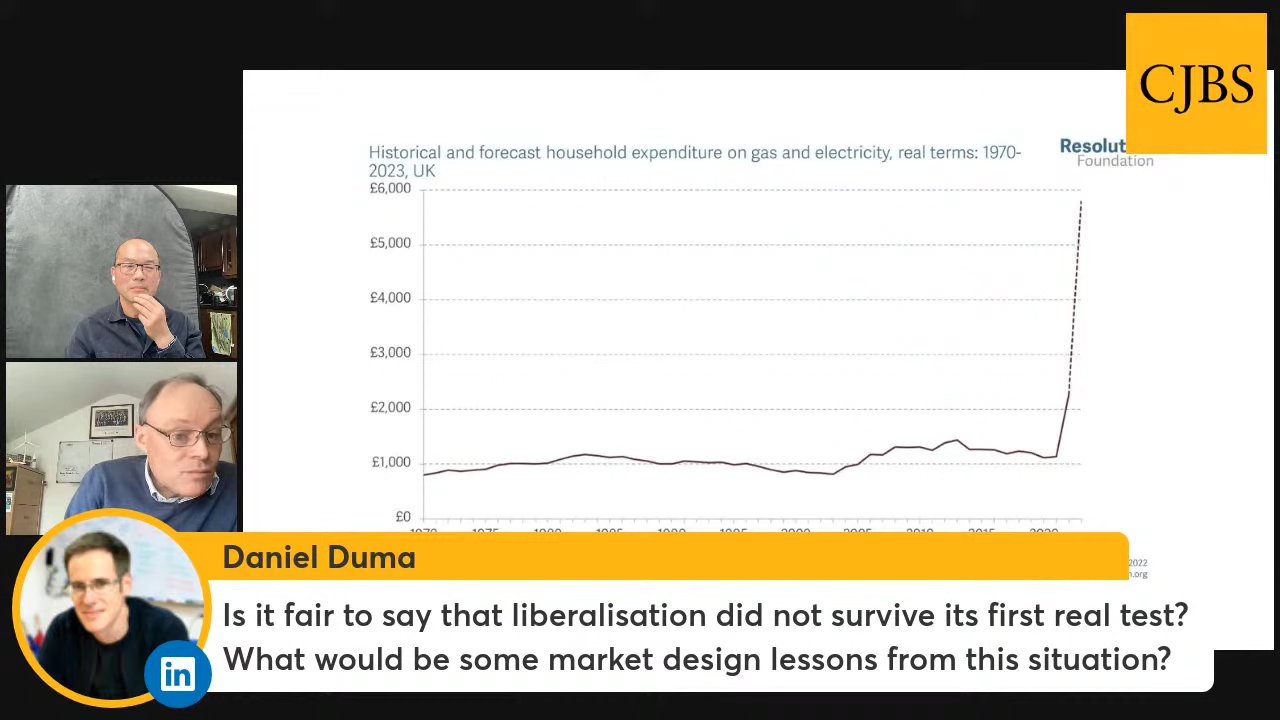 CJBS
Historical and forecast household expenditure on gas and electricity, real terms: 1970-
2023, UK
Resolut
Foundation
£6,000
£5,000
£4,000
£3,000
£2,000
£1,000
£0
2022
Daniel Duma
Is it fair to say that liberalisation did not survive its first real test?
What would be some market design lessons from this situation?
in